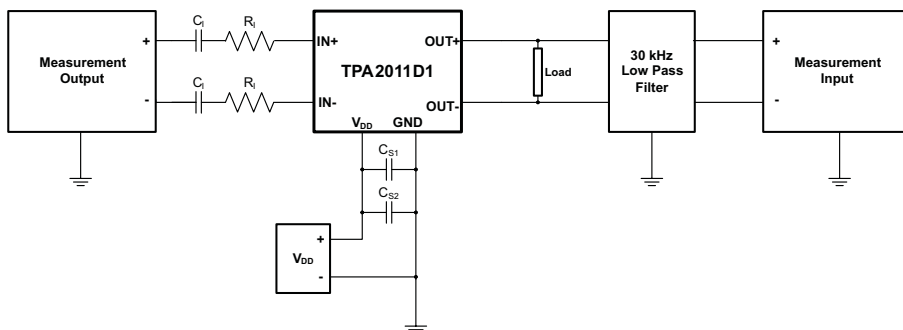 Measurement
Output
+
-
C_I
R_I
C_I
R_I
IN+
IN-
TPA2011D1
OUT+
OUT-
V_DD
GND
Load
30 kHz
Low Pass
Filter
+
-
Measurement
Input
C_S1
C_S2
V_DD
+
-